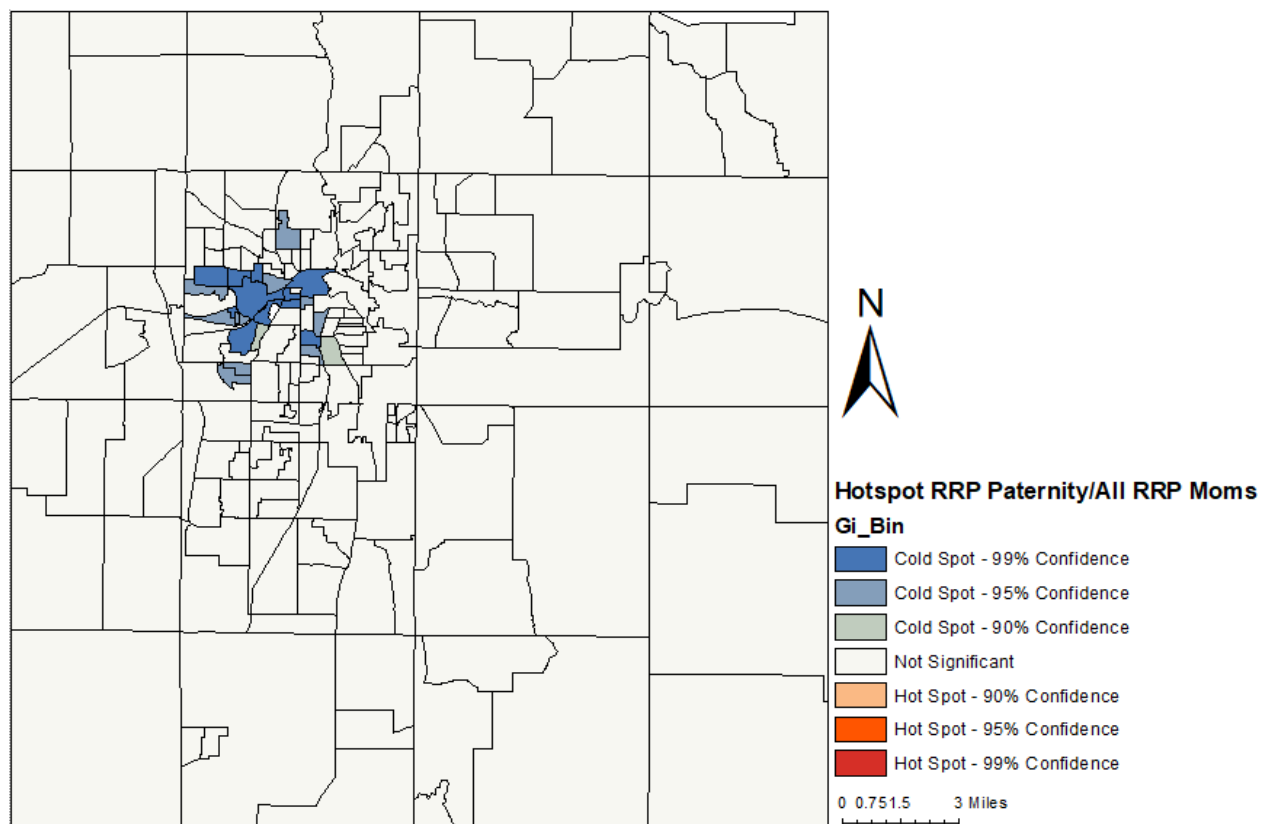 N
Hotspot RRP Paternity/All RRP Moms
Gi_Bin
Cold Spot - 99% Confidence
Cold Spot - 95% Confidence
Cold Spot - 90% Confidence
Not Significant
Hot Spot - 90% Confidence
Hot Spot - 95% Confidence
Hot Spot - 99% Confidence
0 0.751.5 3 Miles